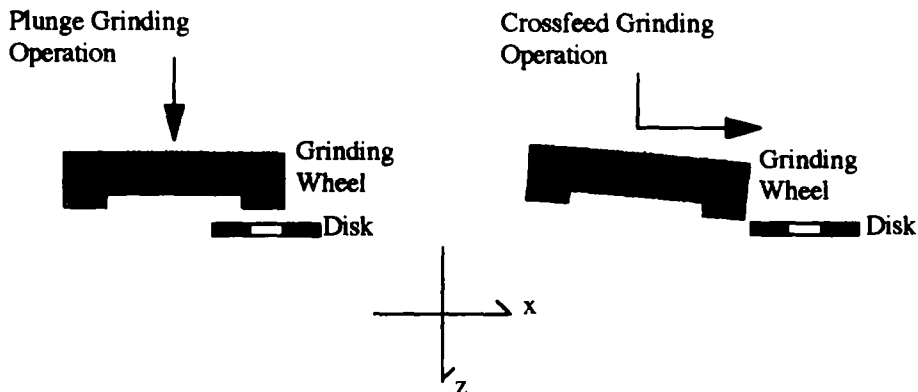 Plunge Grinding
Operation
Crossfeed Grinding
Operation
Grinding
Wheel
Disk
Grinding
Wheel
Disk
x
z